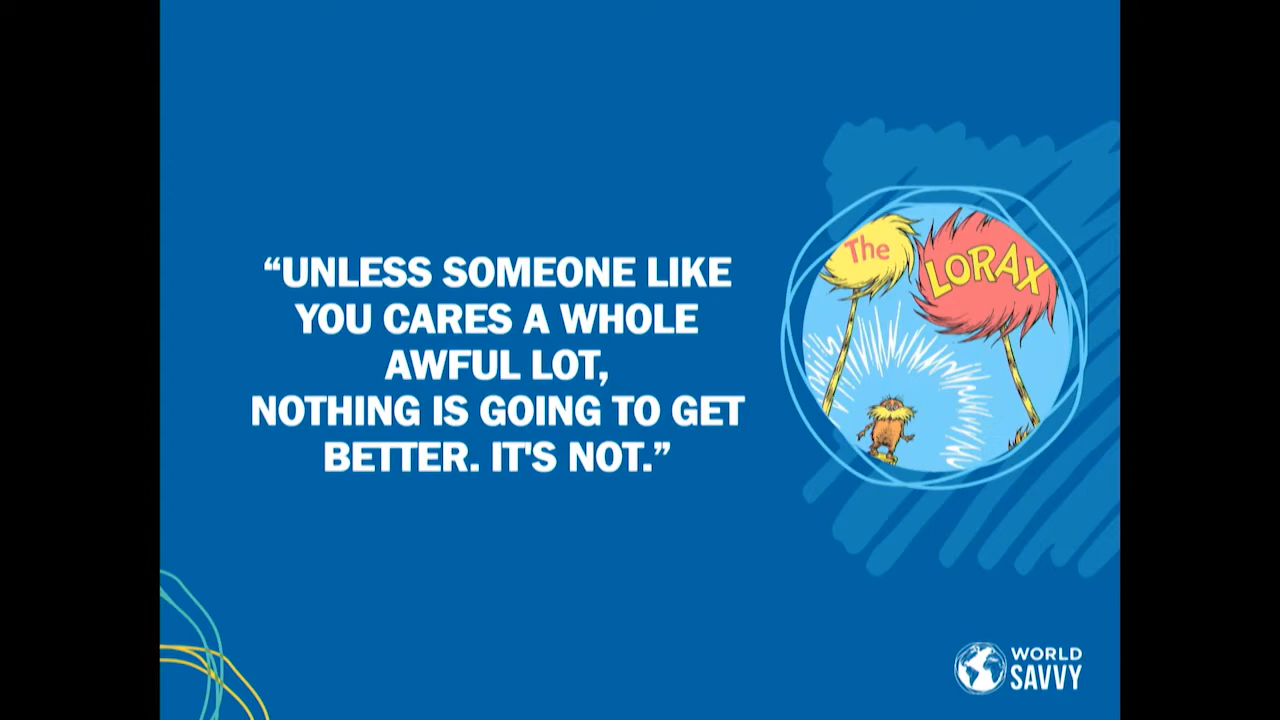 “UNLESS SOMEONE LIKE
YOU CARES A WHOLE
AWFUL LOT,
NOTHING IS GOING TO GET
BETTER. IT'S NOT.”
The
LORAX
WORLD
SAVVY